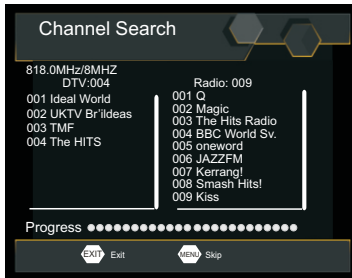 Channel Search
818.0MHz/8MHZ
DTV:004
001 Ideal World
002 UKTV Br'ildeas
003 TMF
004 The HITS
Radio: 009
001 Q
002 Magic
003 The Hits Radio
004 BBC World Sv.
005 oneword
006 JAZZFM
007 Kerrang!
008 Smash Hits!
009 Kiss
Progress
EXIT Exit
MENU Skip